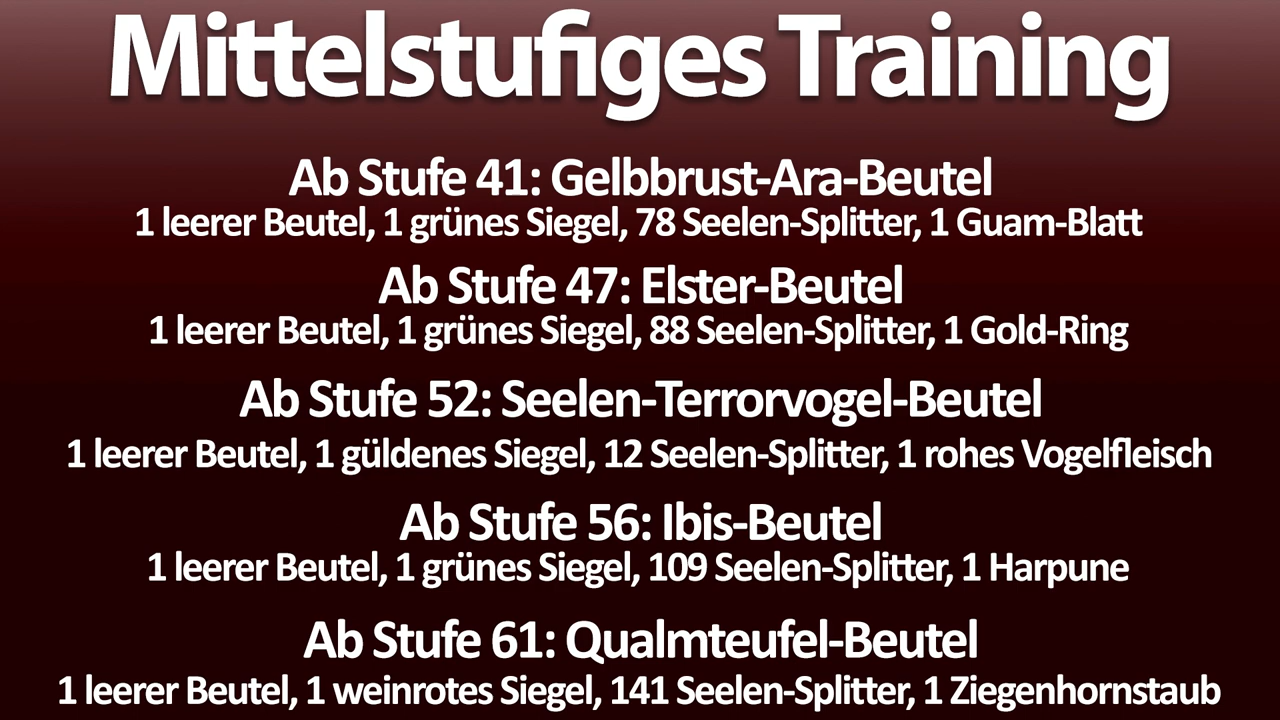 Mittelstufiges Training
Ab Stufe 41: Gelbbrust-Ara-Beutel
1 leerer Beutel, 1 grünes Siegel, 78 Seelen-Splitter, 1 Guam-Blatt
Ab Stufe 47: Elster-Beutel
1 leerer Beutel, 1 grünes Siegel, 88 Seelen-Splitter, 1 Gold-Ring
Ab Stufe 52: Seelen-Terrorvogel-Beutel
1 leerer Beutel, 1 güldenes Siegel, 12 Seelen-Splitter, 1 rohes Vogelfleisch
Ab Stufe 56: Ibis-Beutel
1 leerer Beutel, 1 grünes Siegel, 109 Seelen-Splitter, 1 Harpune
Ab Stufe 61: Qualmteufel-Beutel
1 leerer Beutel, 1 weinrotes Siegel, 141 Seelen-Splitter, 1 Ziegenhornstaub